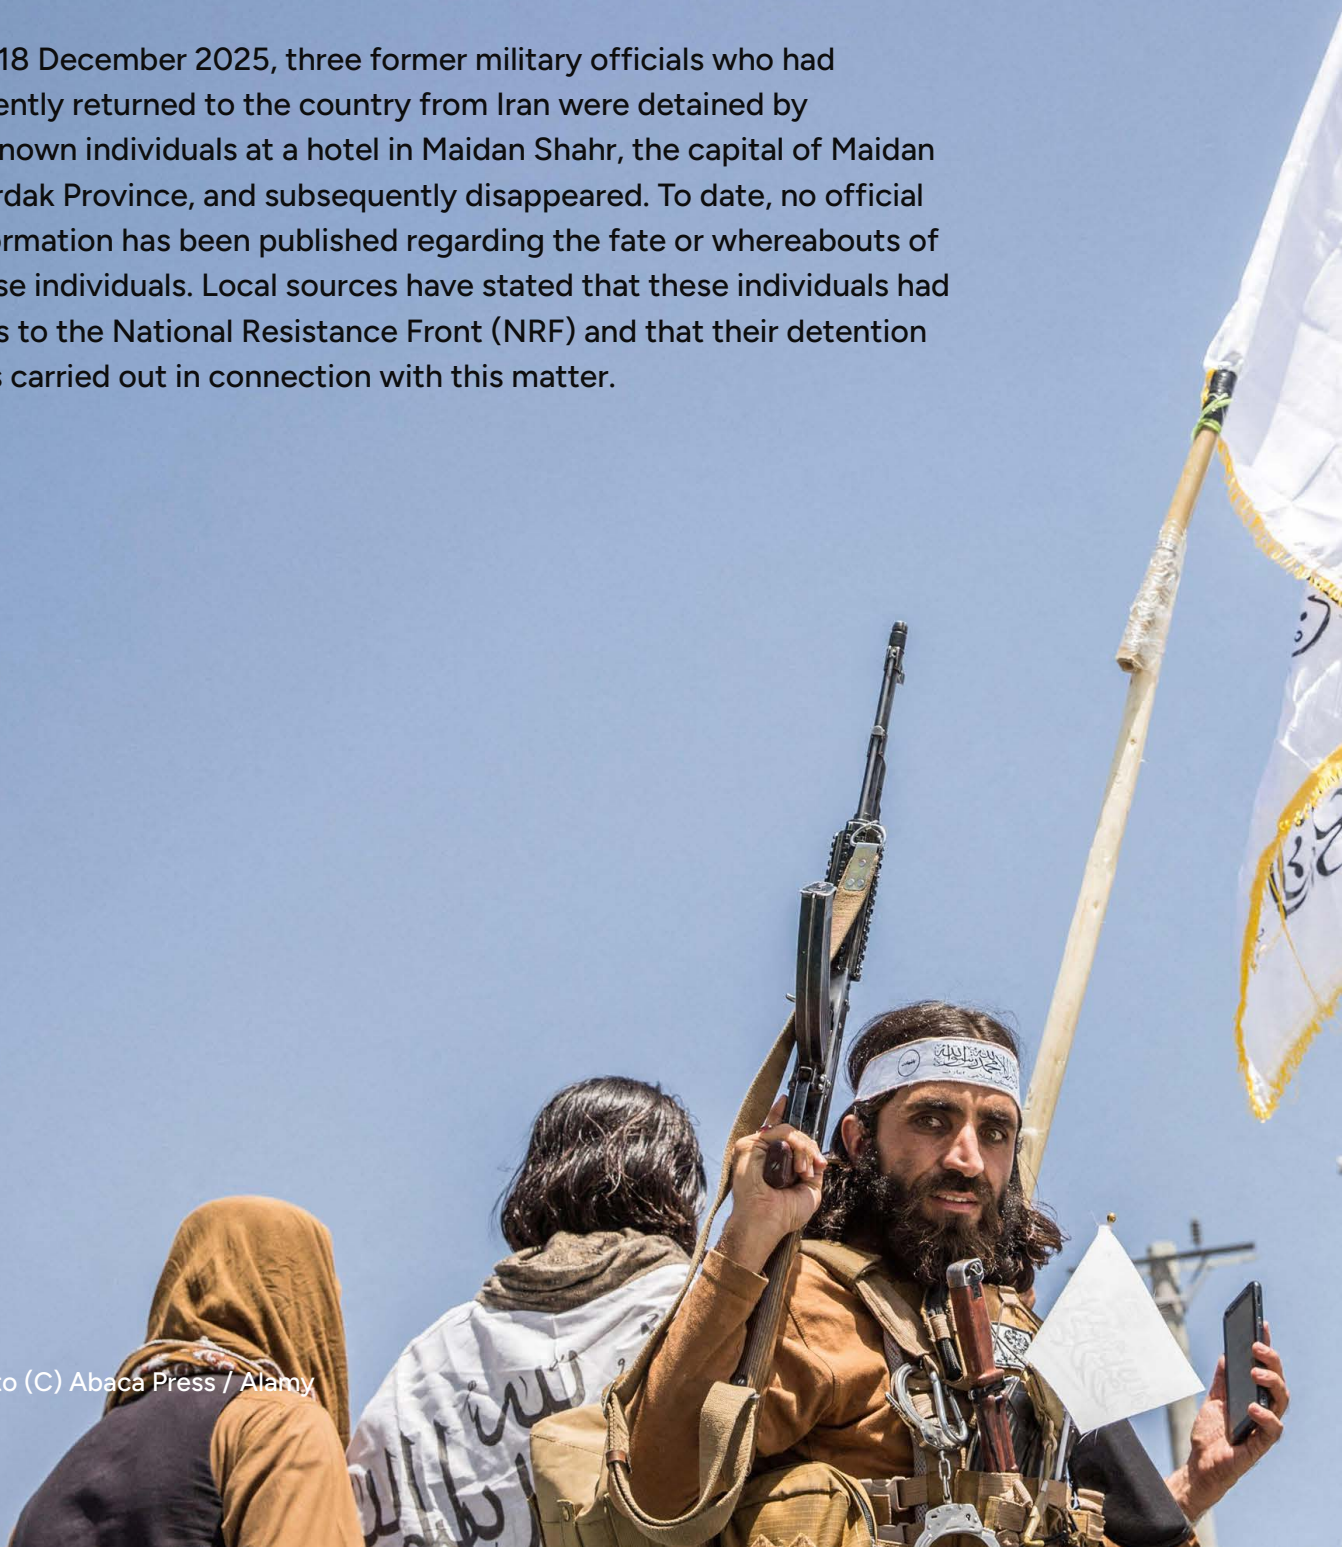 18 December 2025, three former military officials who had
ently returned to the country from Iran were detained by
nown individuals at a hotel in Maidan Shahr, the capital of Maidan
rdak Province, and subsequently disappeared. To date, no official
ormation has been published regarding the fate or whereabouts of
se individuals. Local sources have stated that these individuals had
s to the National Resistance Front (NRF) and that their detention
s carried out in connection with this matter.
to (C) Abaca Press / Alamy